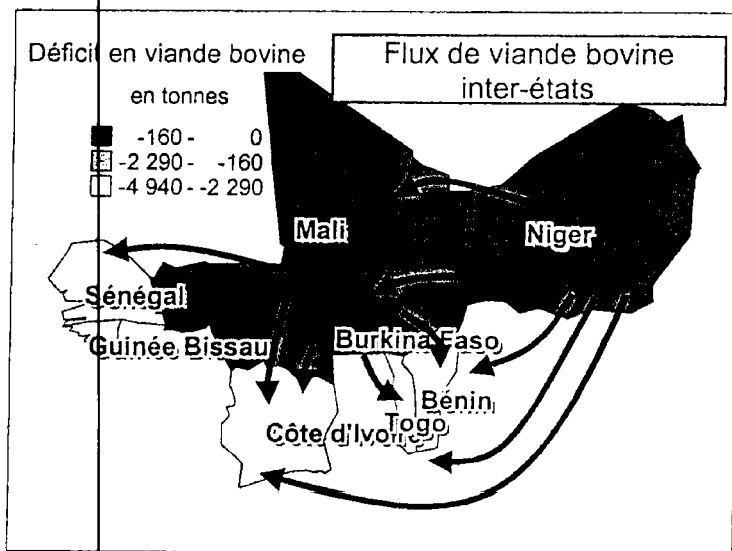 Déficit en viande bovine
en tonnes
-160 - 0
-2 290 - -160
-4 940 - -2 290
Flux de viande bovine
inter-états
Mali
Niger
Sénégal
Guinée Bissau
Burkina Faso
Bénin
Togo
Côte d'Ivoire